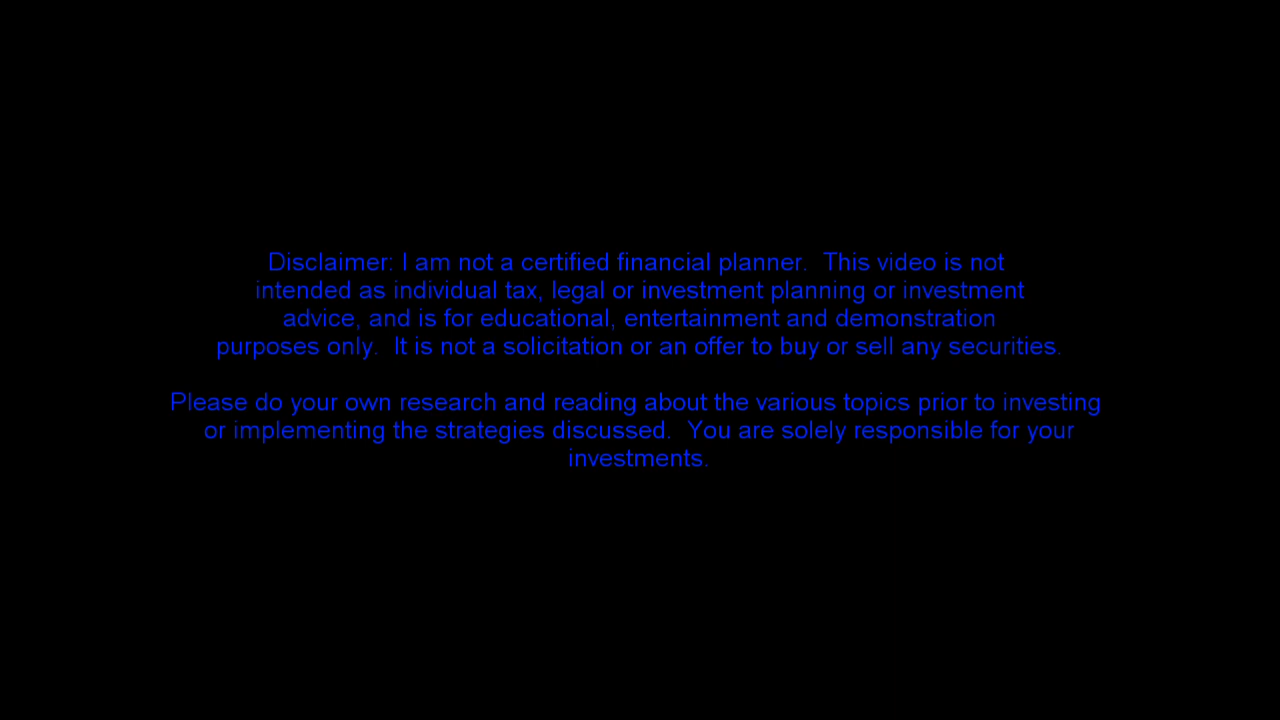 Disclaimer: I am not a certified financial planner.  This video is not
intended as individual tax, legal or investment planning or investment
advice, and is for educational, entertainment and demonstration
purposes only.  It is not a solicitation or an offer to buy or sell any securities.
Please do your own research and reading about the various topics prior to investing
or implementing the strategies discussed.  You are solely responsible for your
investments.